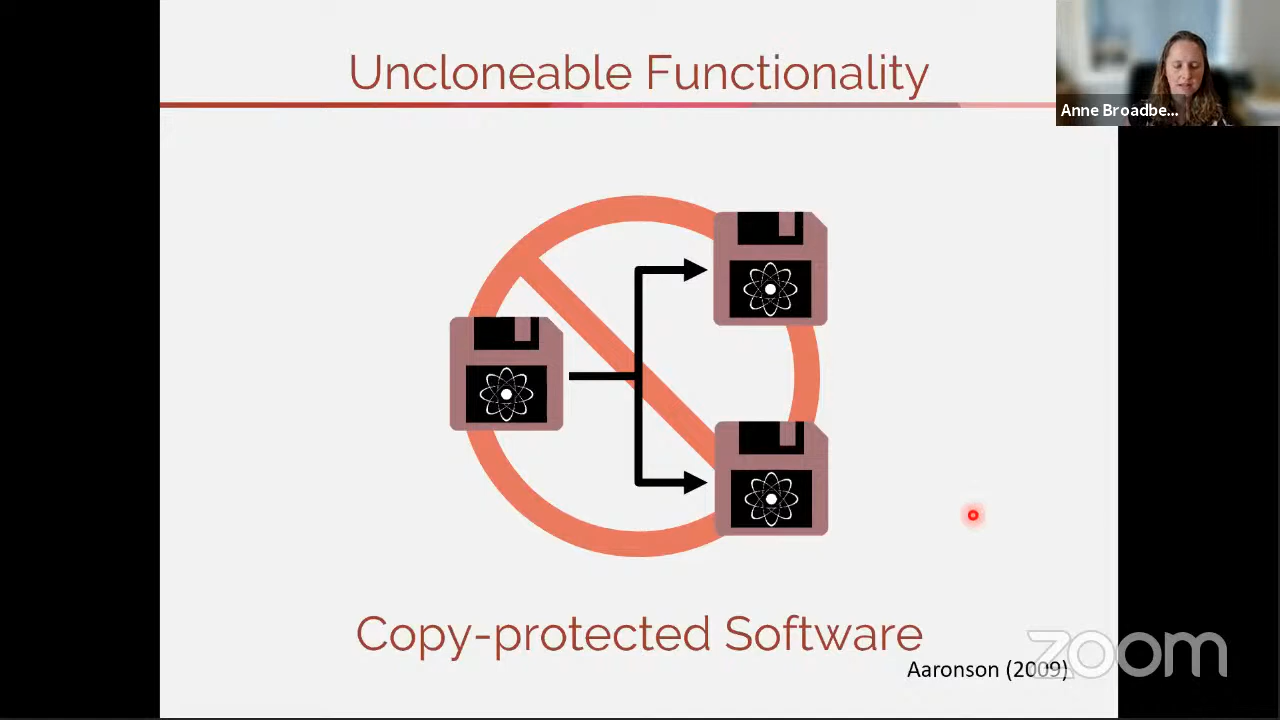 Uncloneable Functionality
Anne Broadbe...
Copy-protected Software
Aaronson (2009)
zoom